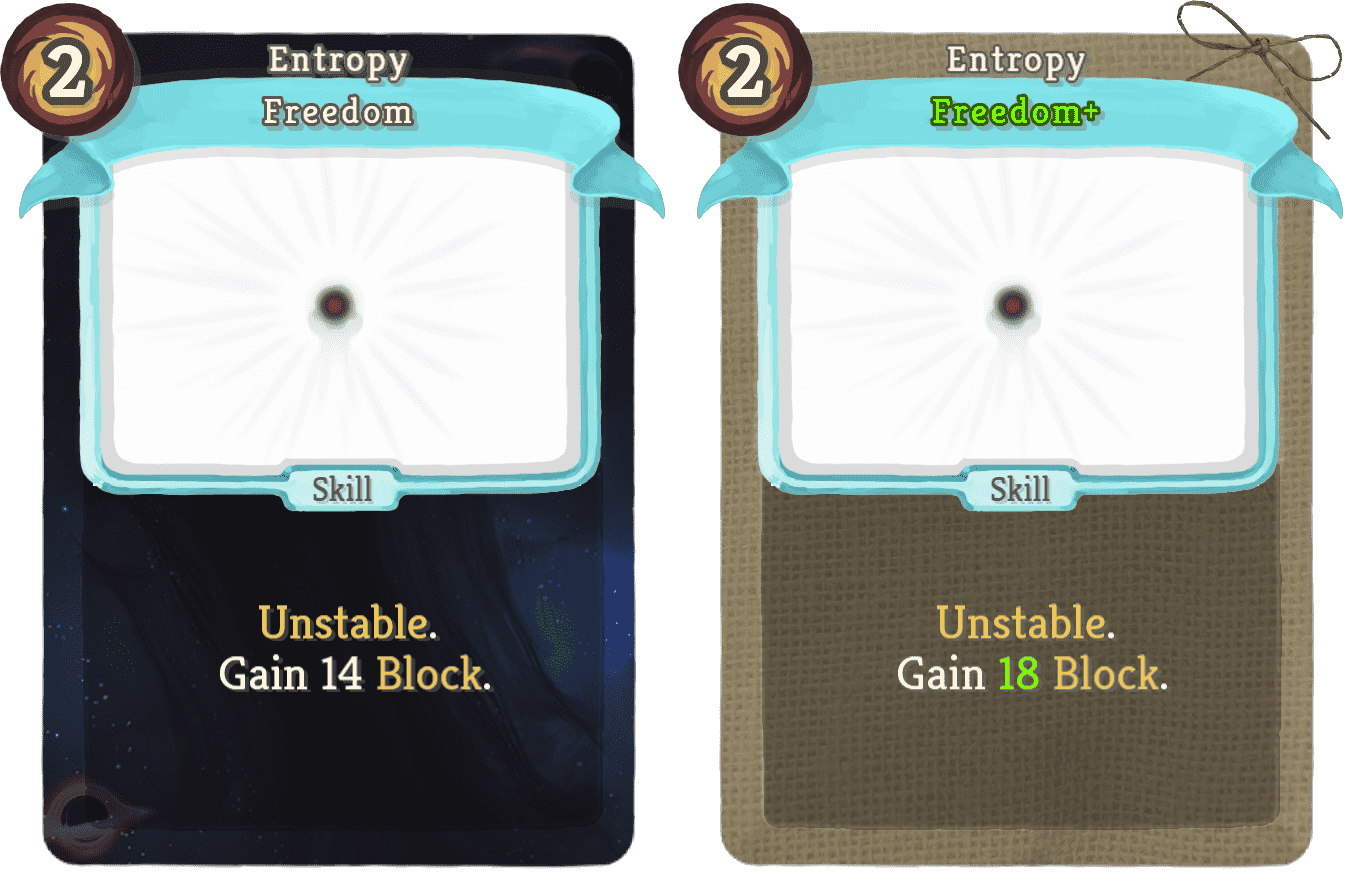 2
Entropy
Freedom
Skill
Unstable.
Gain 14 Block.
2
Entropy
Freedom+
Skill
Unstable.
Gain 18 Block.